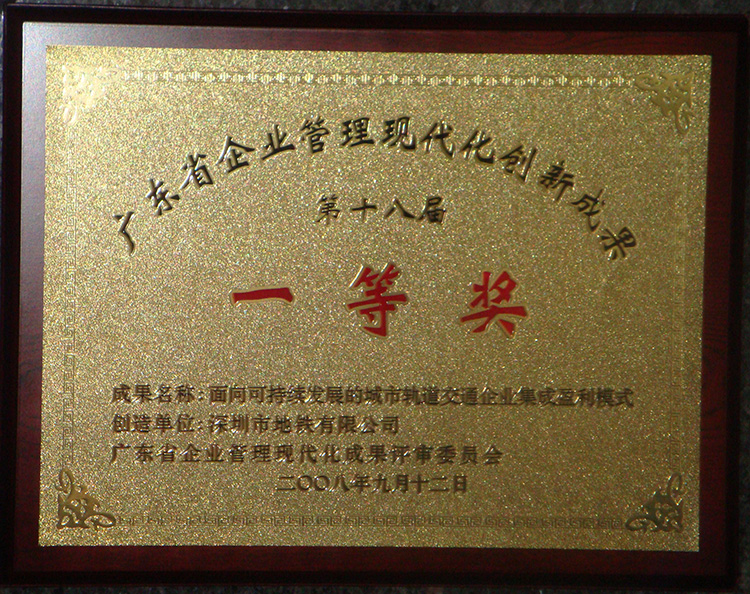 广东省企业管理现代化创新成果
第十八届
一等奖
成果名称:面向可持续发展的城市轨道交通企业集成盈利模式
创造单位:深圳市地铁有限公司
广东省企业管理现代化成果评审委员会
二〇〇八年九月十二日